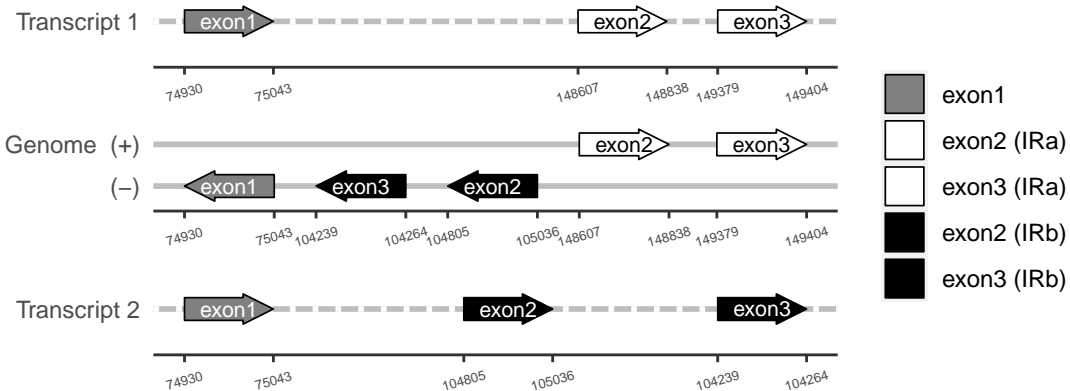 Transcript 1 exon1 exon2 exon3
74930 75043 148607 148838 149379 149404
Genome (+) exon2 exon3
(−) exon1 exon3 exon2
74930 75043 104239 104264 104805 105036 148607 148838 149379 149404
Transcript 2 exon1 exon2 exon3
74930 75043 104805 105036 104239 104264
exon1
exon2 (IRa)
exon3 (IRa)
exon2 (IRb)
exon3 (IRb)